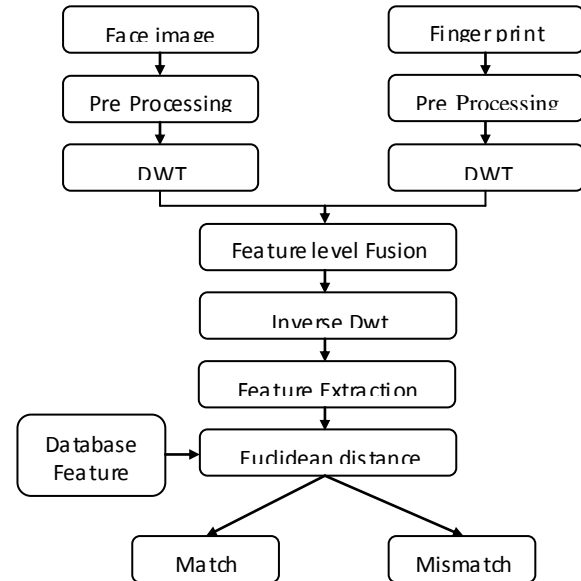 Face image
Finger print
Pre Processing
Pre Processing
DWT
DWT
Feature level Fusion
Inverse Dwt
Feature Extraction
Database
Feature
Euclidean distance
Match
Mismatch